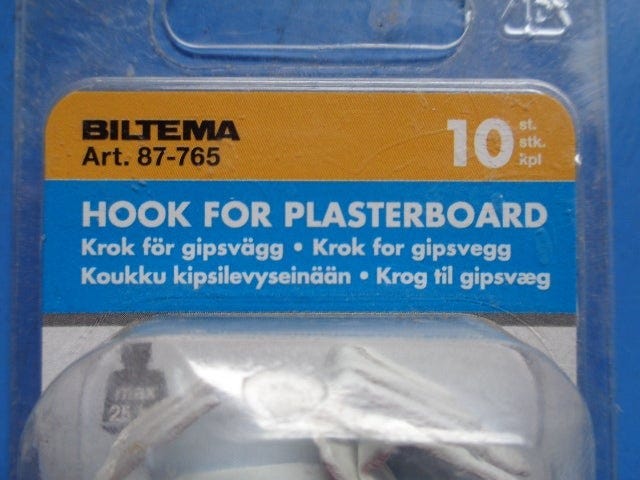 BILTEMA
Art. 87-765
10 st.
stk.
kpl
HOOK FOR PLASTERBOARD
Krok för gipsvägg • Krok for gipsvegg
Koukku kipsilevyseinään • Krog til gipsvæg
max